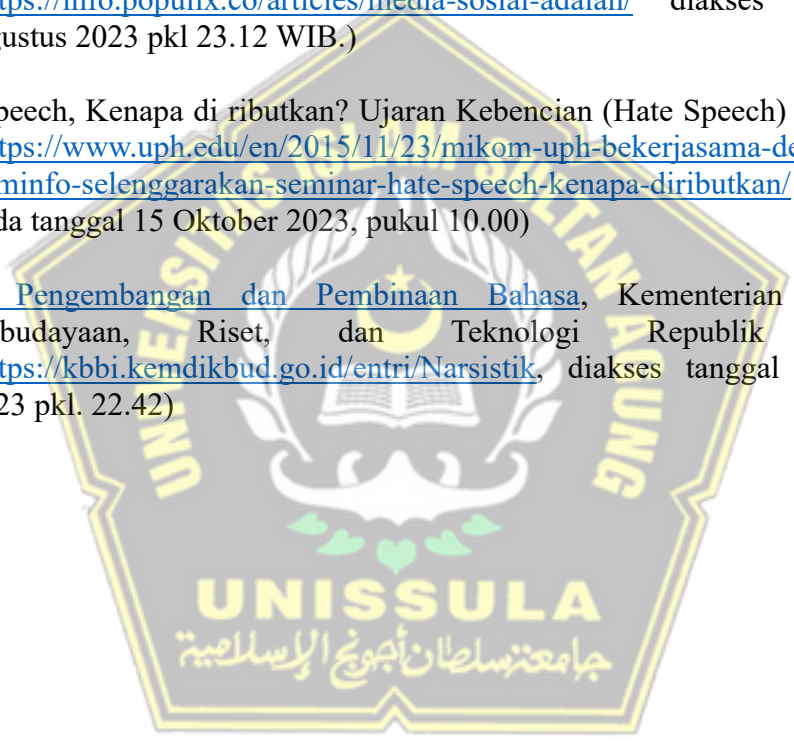 tps://info.populix.co/articles/media-sosial-adalah/ diakses
gustus 2023 pkl 23.12 WIB.)
peech, Kenapa di ributkan? Ujaran Kebencian (Hate Speech)
tps://www.uph.edu/en/2015/11/23/mikom-uph-bekerjasama-de
minfo-selenggarakan-seminar-hate-speech-kenapa-diributkan/
da tanggal 15 Oktober 2023, pukul 10.00)
Pengembangan dan Pembinaan Bahasa, Kementerian
budayaan, Riset, dan Teknologi Republik
tps://kbbi.kemdikbud.go.id/entri/Narsistik, diakses tanggal
23 pkl. 22.42)
UNIVERSITAS ISLAM SULTAN AGUNG
UNISSULA
جامعة سلطان أجونج الإسلامية